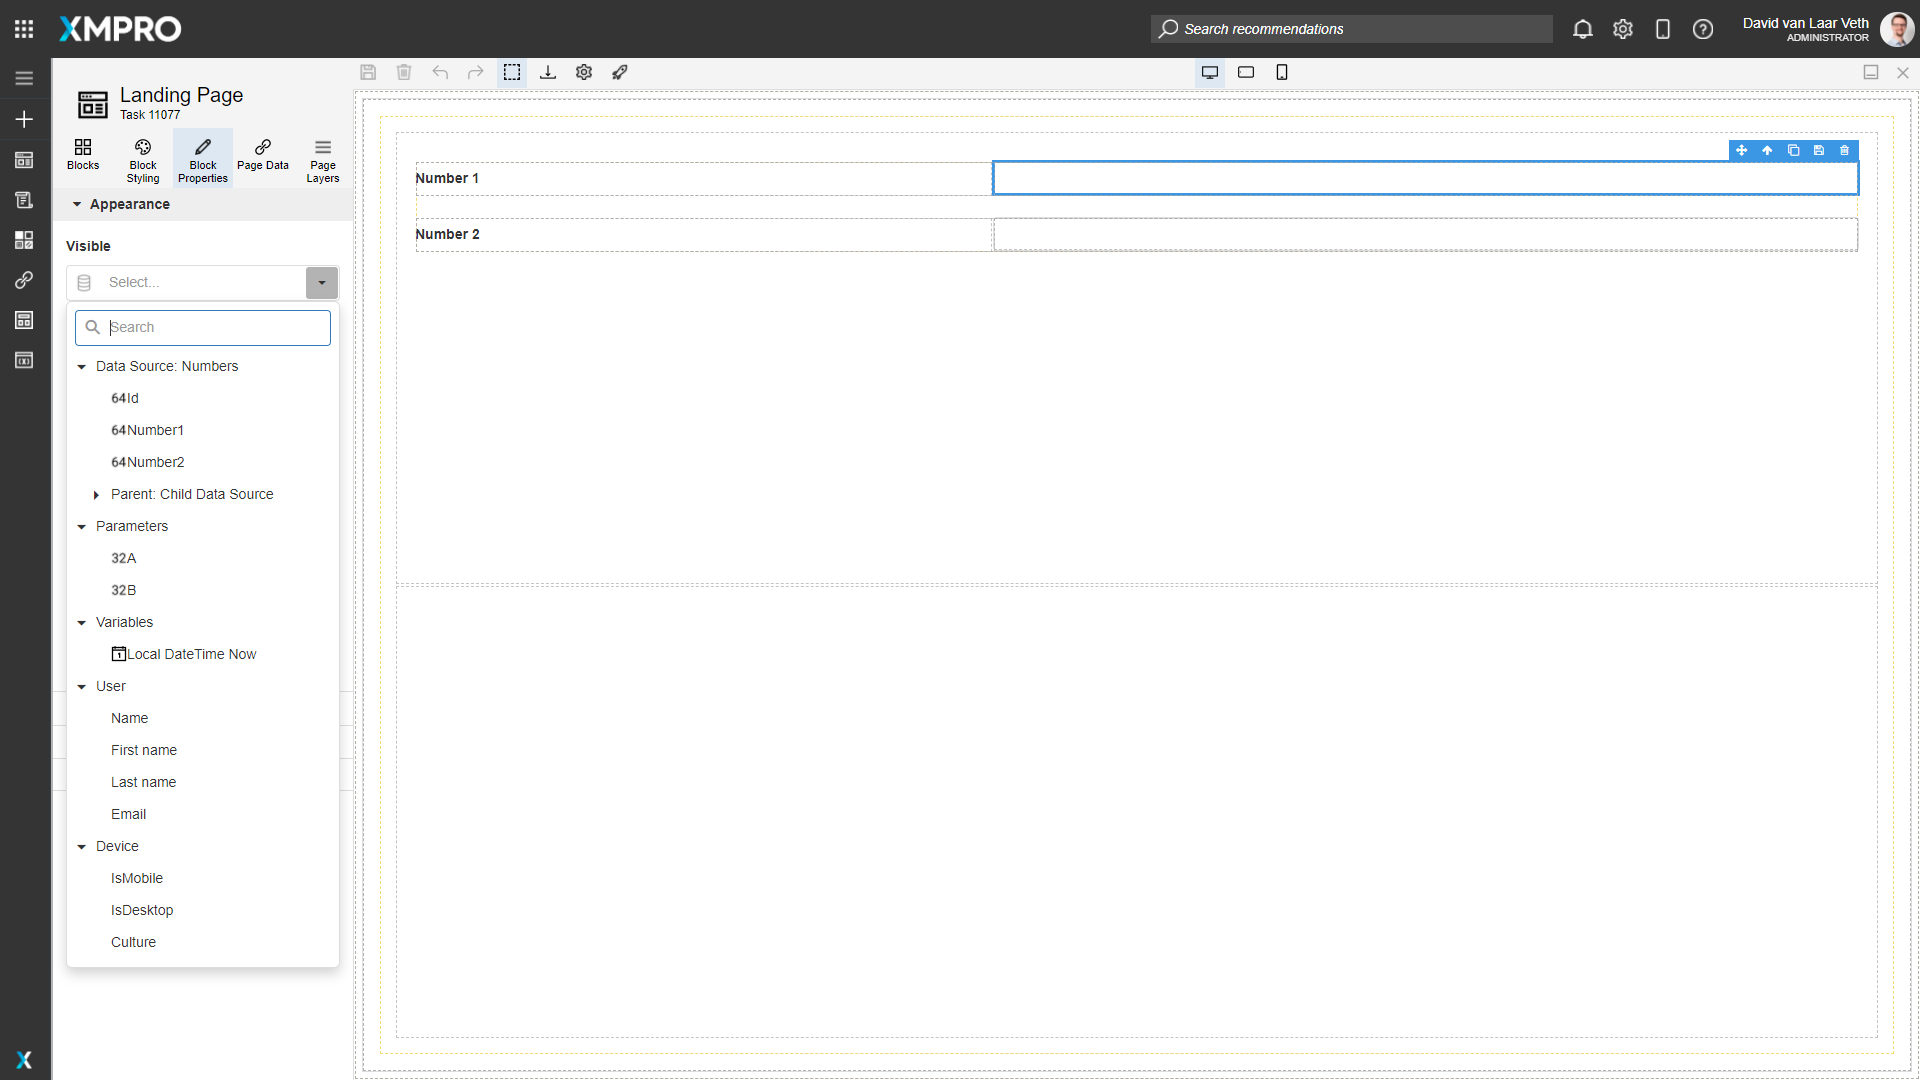 XMPRO
Search recommendations
David van Laar Veth
ADMINISTRATOR
Landing Page
Task 11077
Blocks
Block Styling
Block Properties
Page Data
Page Layers
Appearance
Visible
Select...
Search
Data Source: Numbers
64Id
64Number1
64Number2
Parent: Child Data Source
Parameters
32A
32B
Variables
1Local DateTime Now
User
Name
First name
Last name
Email
Device
IsMobile
IsDesktop
Culture
Number 1
Number 2